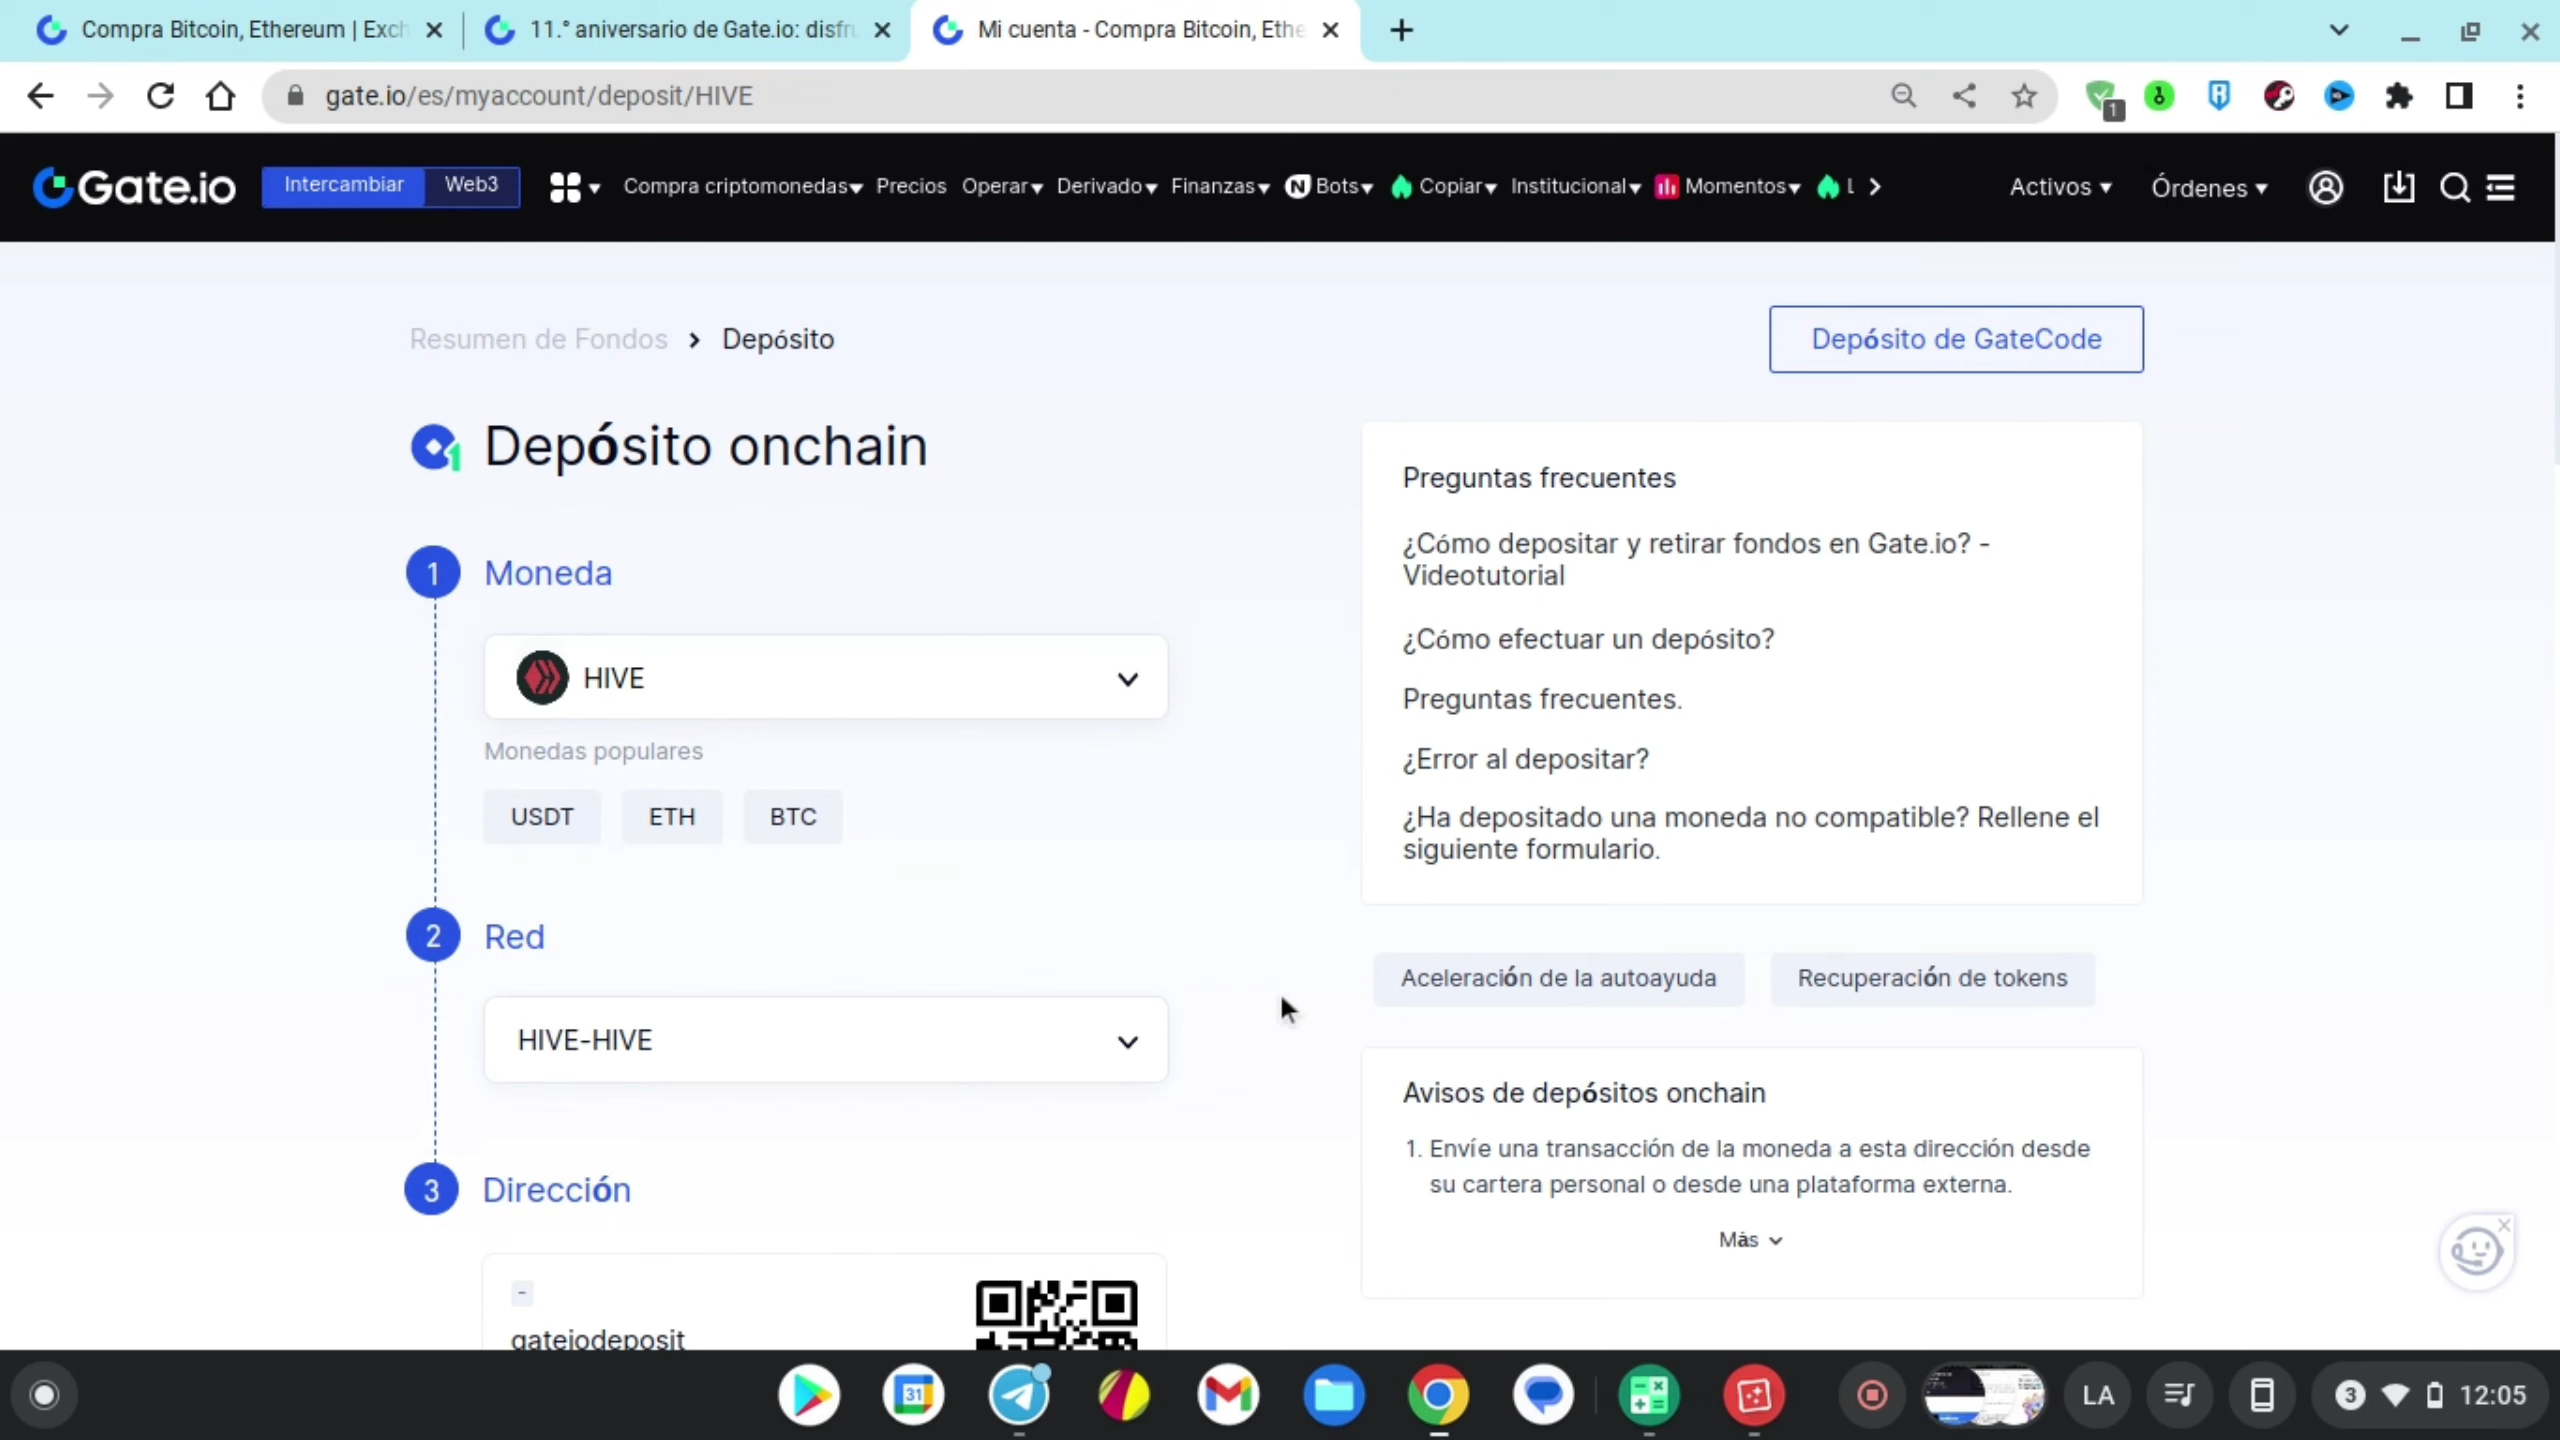 Compra Bitcoin, Ethereum | Exch
11.° aniversario de Gate.io: disfru
Mi cuenta - Compra Bitcoin, Ethe
gate.io/es/myaccount/deposit/HIVE
1
Gate.io
Intercambiar
Web3
Compra criptomonedas
Precios
Operar
Derivado
Finanzas
Bots
Copiar
Institucional
Momentos
Activos
Órdenes
Resumen de Fondos > Depósito
Depósito de GateCode
Depósito onchain
1 Moneda
HIVE
Monedas populares
USDT
ETH
BTC
2 Red
HIVE-HIVE
3 Dirección
-
gateiodeposit
Preguntas frecuentes
¿Cómo depositar y retirar fondos en Gate.io? -
Videotutorial
¿Cómo efectuar un depósito?
Preguntas frecuentes.
¿Error al depositar?
¿Ha depositado una moneda no compatible? Rellene el
siguiente formulario.
Aceleración de la autoayuda
Recuperación de tokens
Avisos de depósitos onchain
1. Envíe una transacción de la moneda a esta dirección desde
su cartera personal o desde una plataforma externa.
Más
31
LA
3
12:05